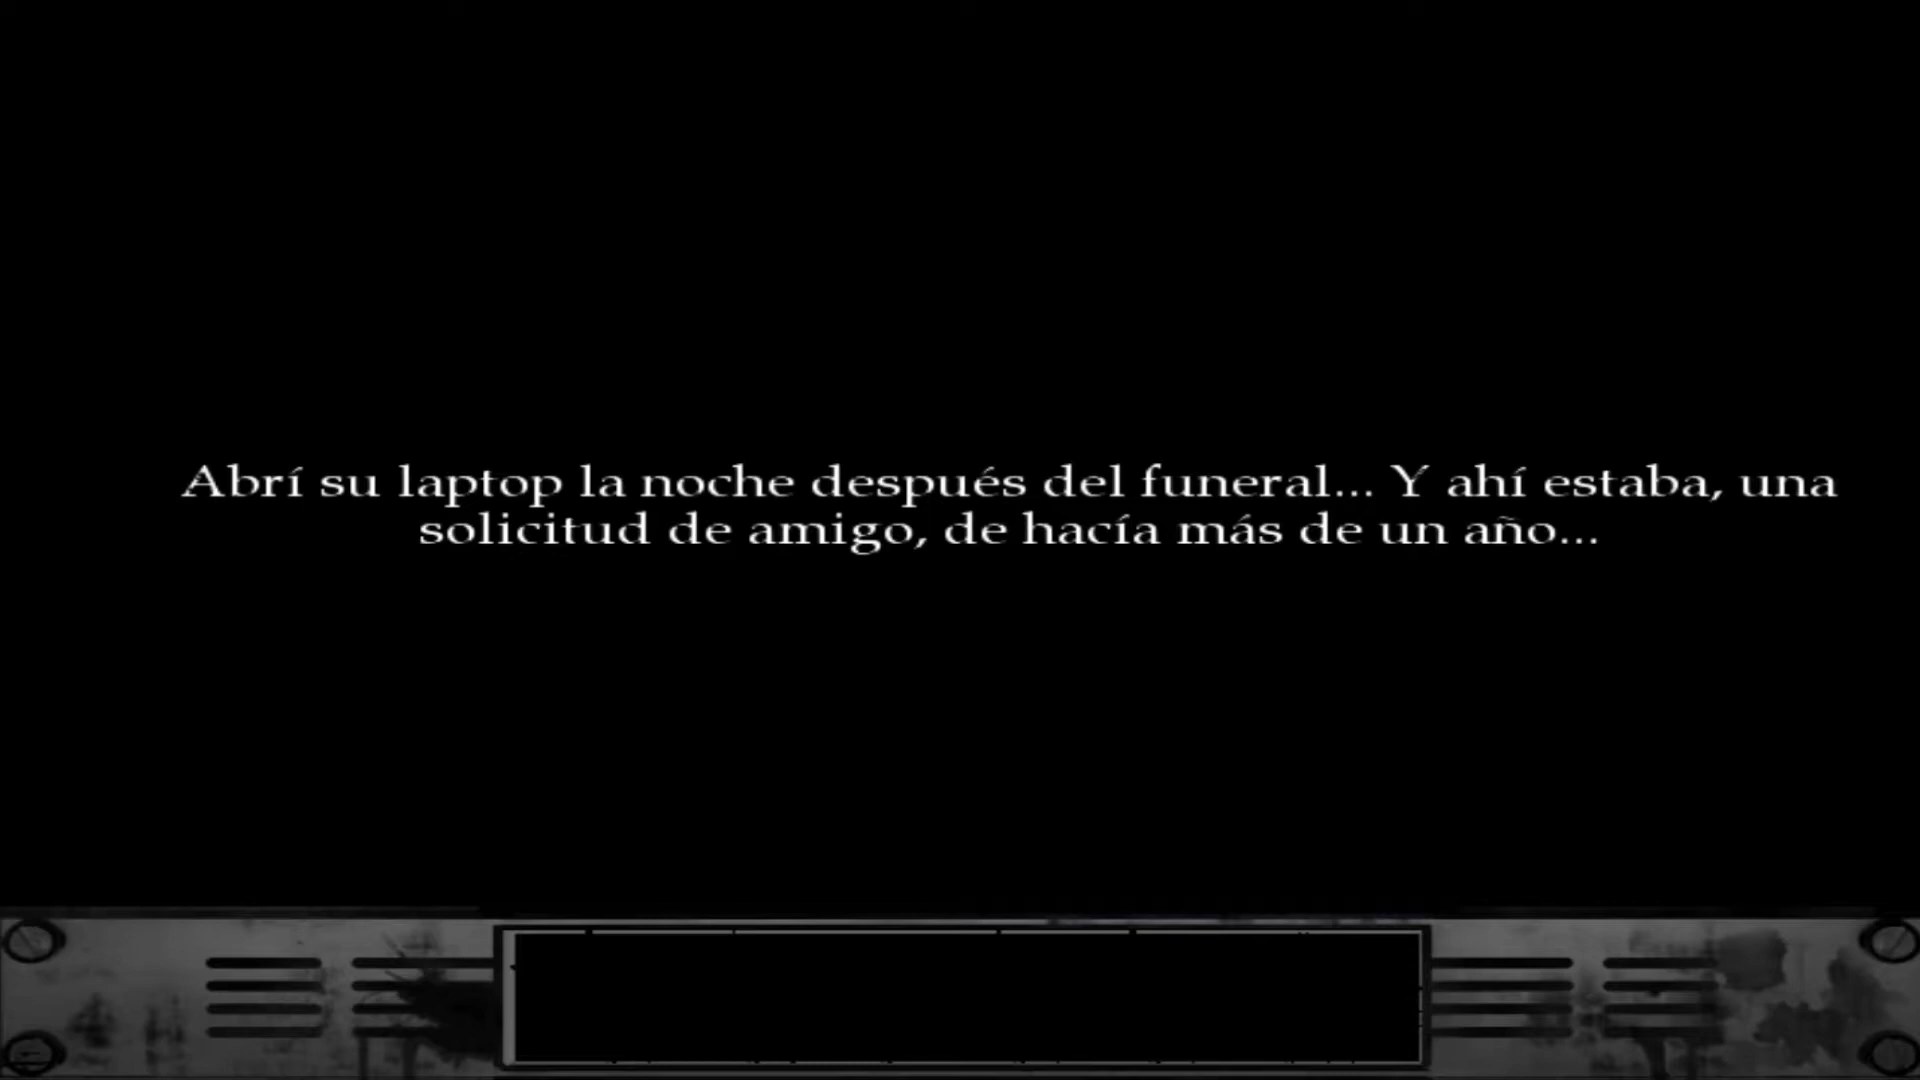 Abrí su laptop la noche después del funeral... Y ahí estaba, una
solicitud de amigo, de hacía más de un año...